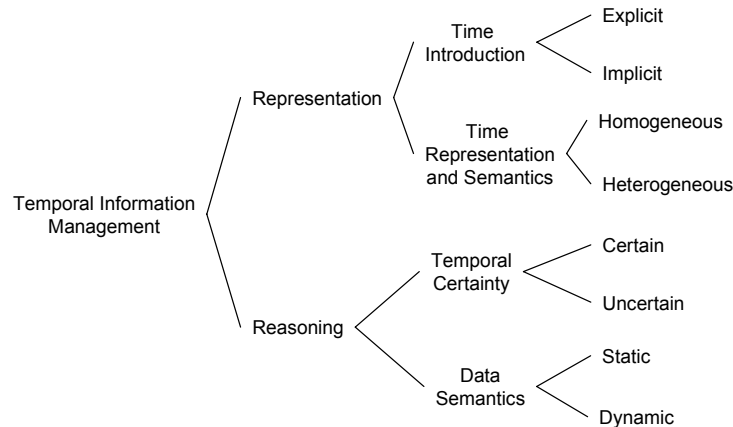 Temporal Information
Management
Representation
Reasoning
Time
Introduction
Time
Representation
and Semantics
Temporal
Certainty
Data
Semantics
Explicit
Implicit
Homogeneous
Heterogeneous
Certain
Uncertain
Static
Dynamic